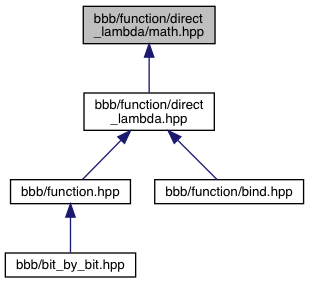 bbb/function/direct
_lambda/math.hpp
bbb/function/direct
_lambda.hpp
bbb/function.hpp
bbb/function/bind.hpp
bbb/bit_by_bit.hpp